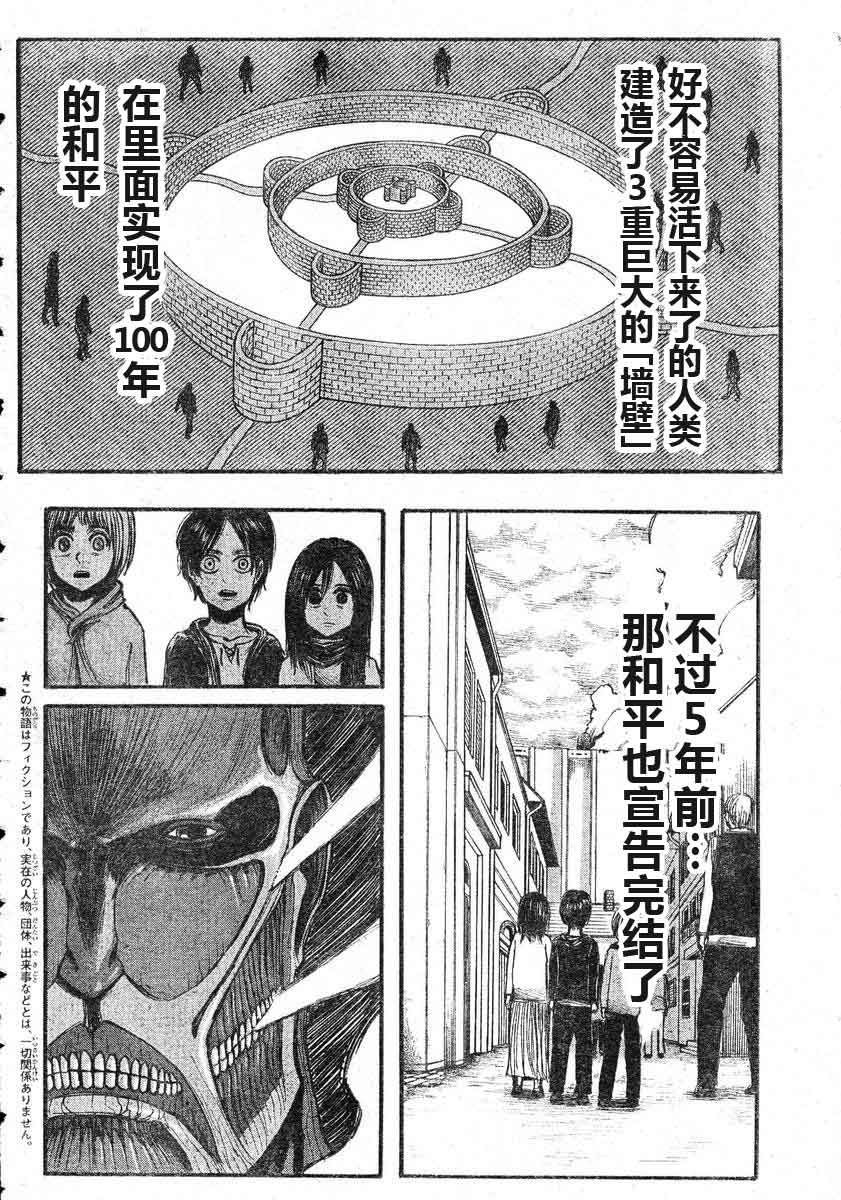 好不容易活下来了的人类
建造了3重巨大的「墙壁」
在里面实现了100年
的和平
不过5年前…
那和平也宣告完结了
★この物語はフィクションであり、実在の人物、団体、出来事などとは、一切関係ありません。